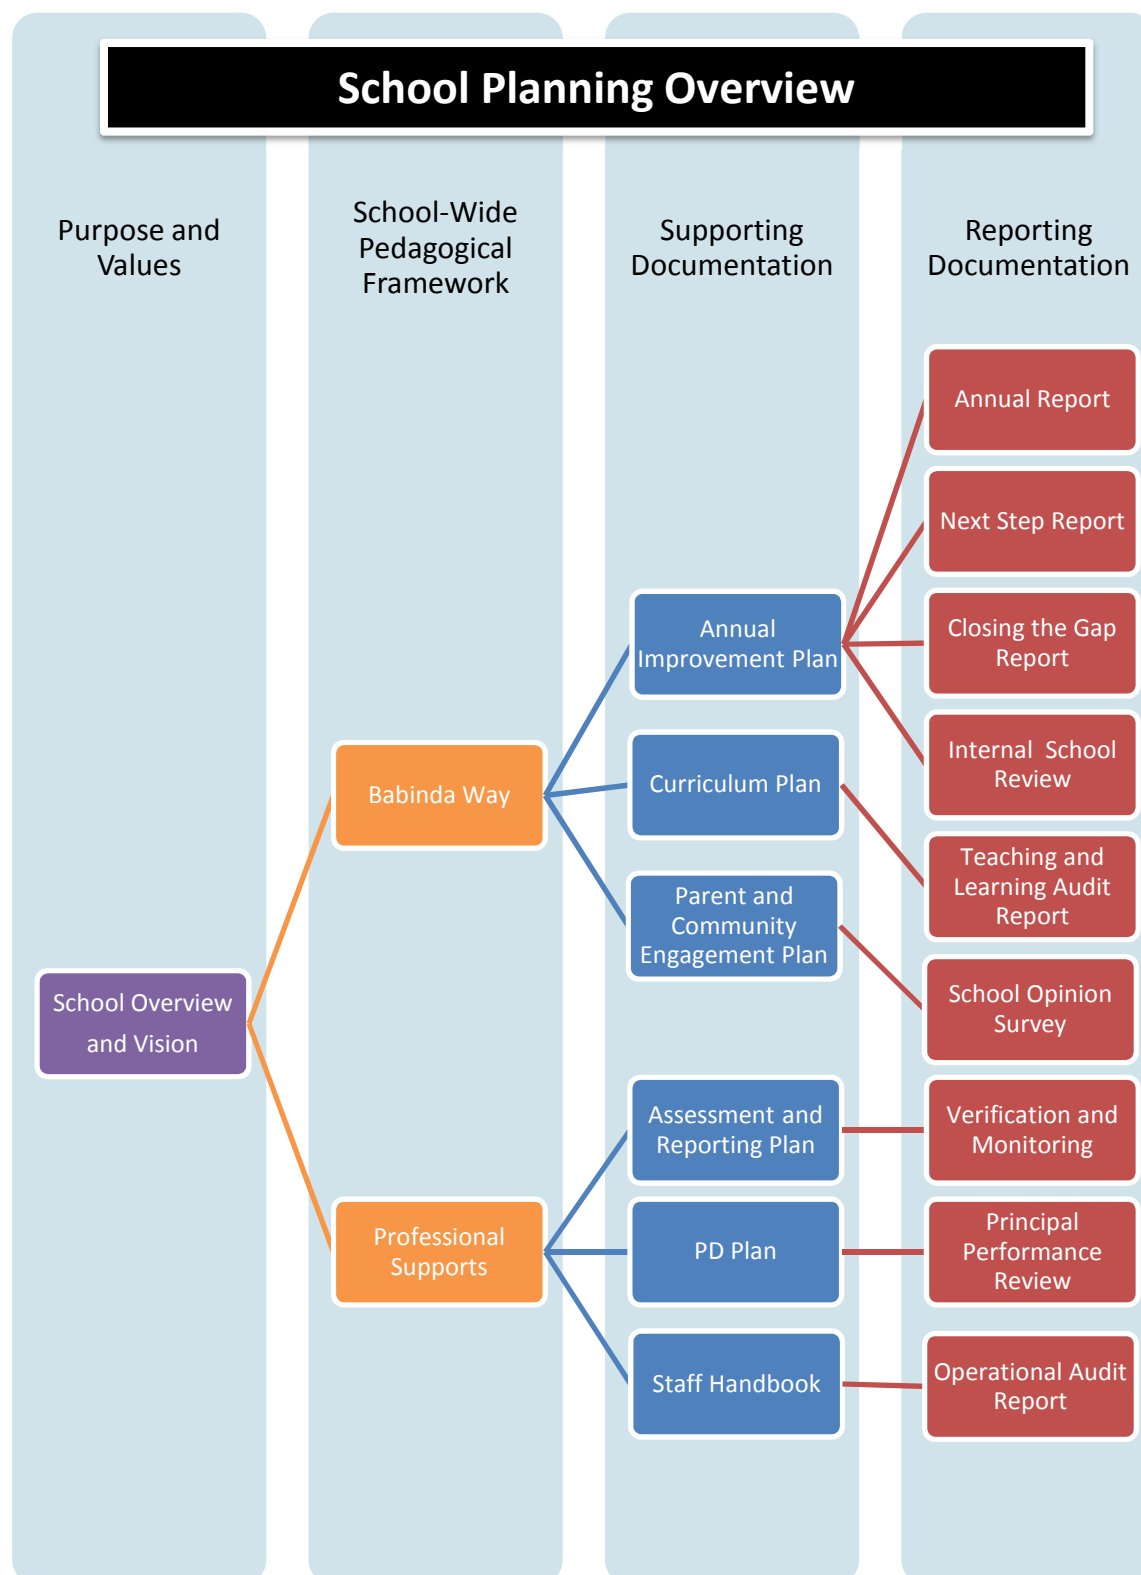 School Planning Overview
Purpose and
Values
School-Wide
Pedagogical
Framework
Supporting
Documentation
Reporting
Documentation
School Overview
and Vision
Babinda Way
Professional
Supports
Annual
Improvement Plan
Curriculum Plan
Parent and
Community
Engagement Plan
Assessment and
Reporting Plan
PD Plan
Staff Handbook
Annual Report
Next Step Report
Closing the Gap
Report
Internal  School
Review
Teaching and
Learning Audit
Report
School Opinion
Survey
Verification and
Monitoring
Principal
Performance
Review
Operational Audit
Report